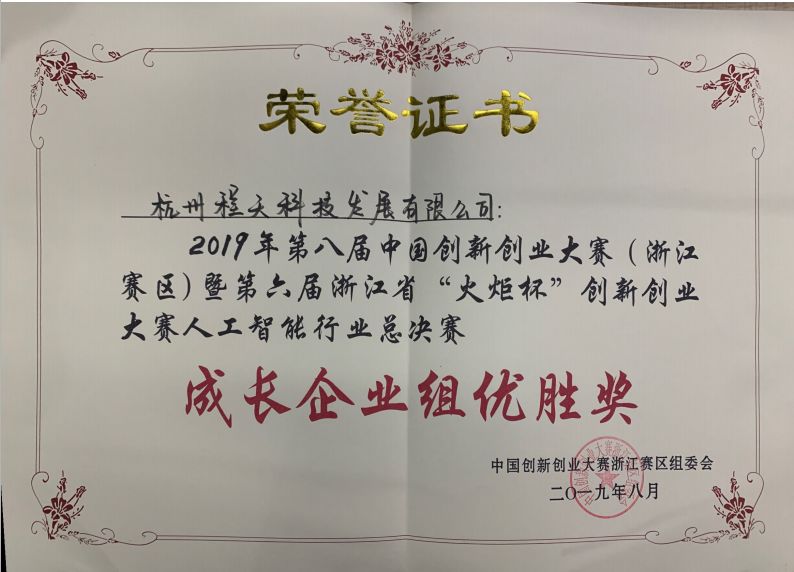 荣誉证书
杭州程天科技发展有限公司:
2019年第八届中国创新创业大赛(浙江
赛区)暨第六届浙江省“火炬杯”创新创业
大赛人工智能行业总决赛
成长企业组优胜奖
中国创新创业大赛浙江赛区组委会
二〇一九年八月